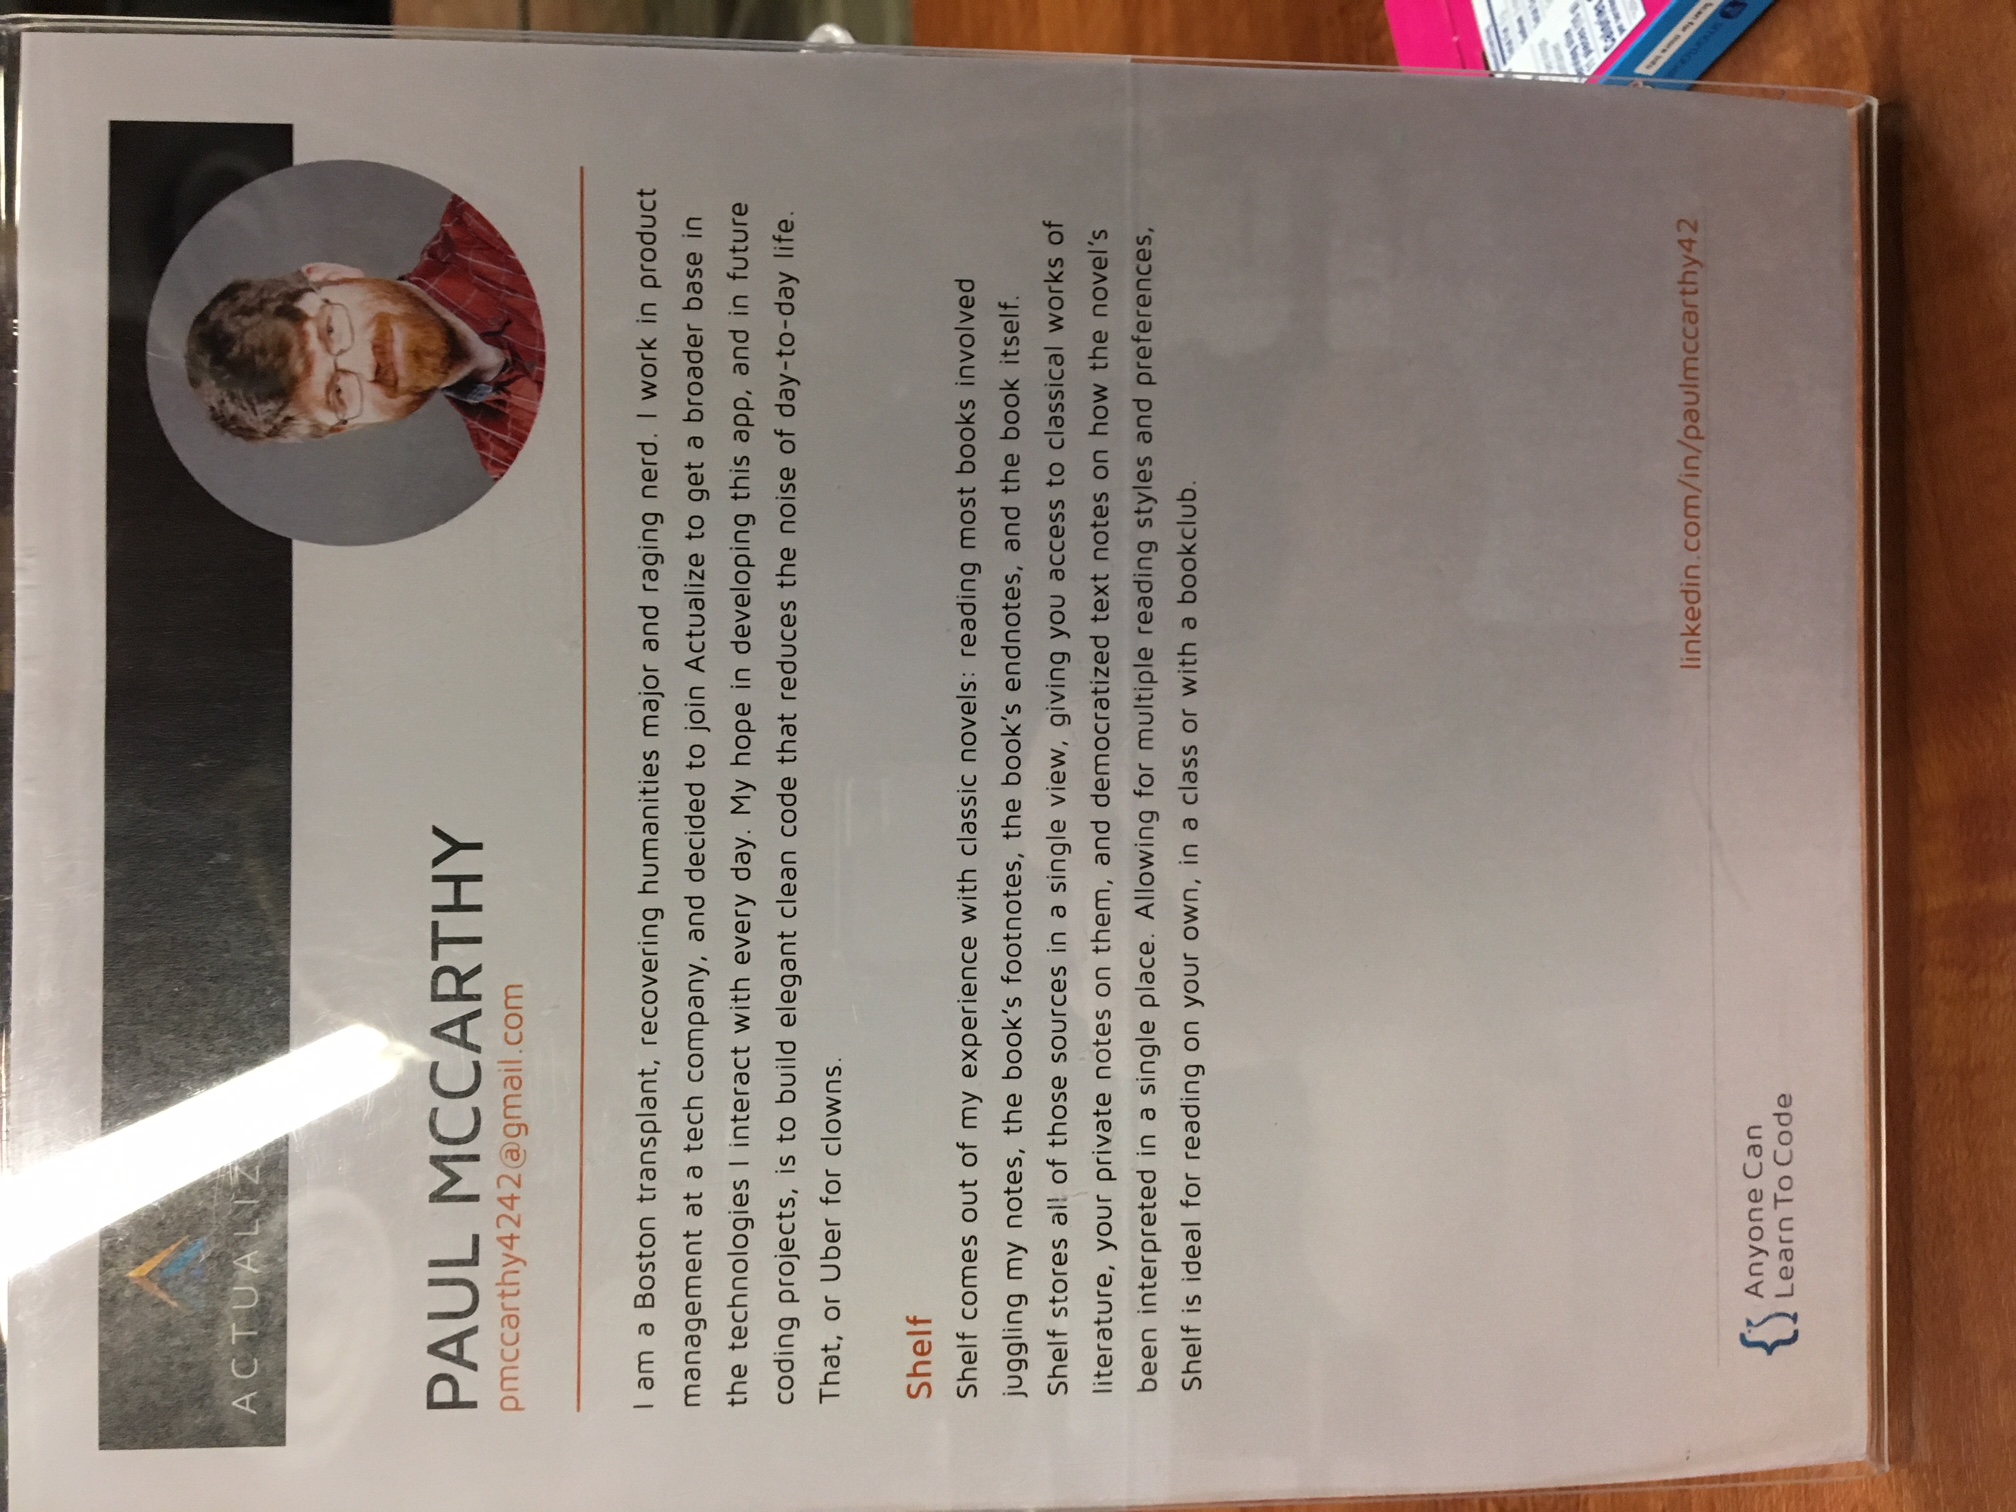 ACTUALIZ
PAUL MCCARTHY
pmccarthy4242@gmail.com
I am a Boston transplant, recovering humanities major and raging nerd. I work in product
management at a tech company, and decided to join Actualize to get a broader base in
the technologies I interact with every day. My hope in developing this app, and in future
coding projects, is to build elegant clean code that reduces the noise of day-to-day life.
That, or Uber for clowns.
Shelf
Shelf comes out of my experience with classic novels: reading most books involved
juggling my notes, the book's footnotes, the book's endnotes, and the book itself.
Shelf stores all of those sources in a single view, giving you access to classical works of
literature, your private notes on them, and democratized text notes on how the novel's
been interpreted in a single place. Allowing for multiple reading styles and preferences,
Shelf is ideal for reading on your own, in a class or with a bookclub.
linkedin.com/in/paulmccarthy42
Anyone Can
Learn To Code
Calories